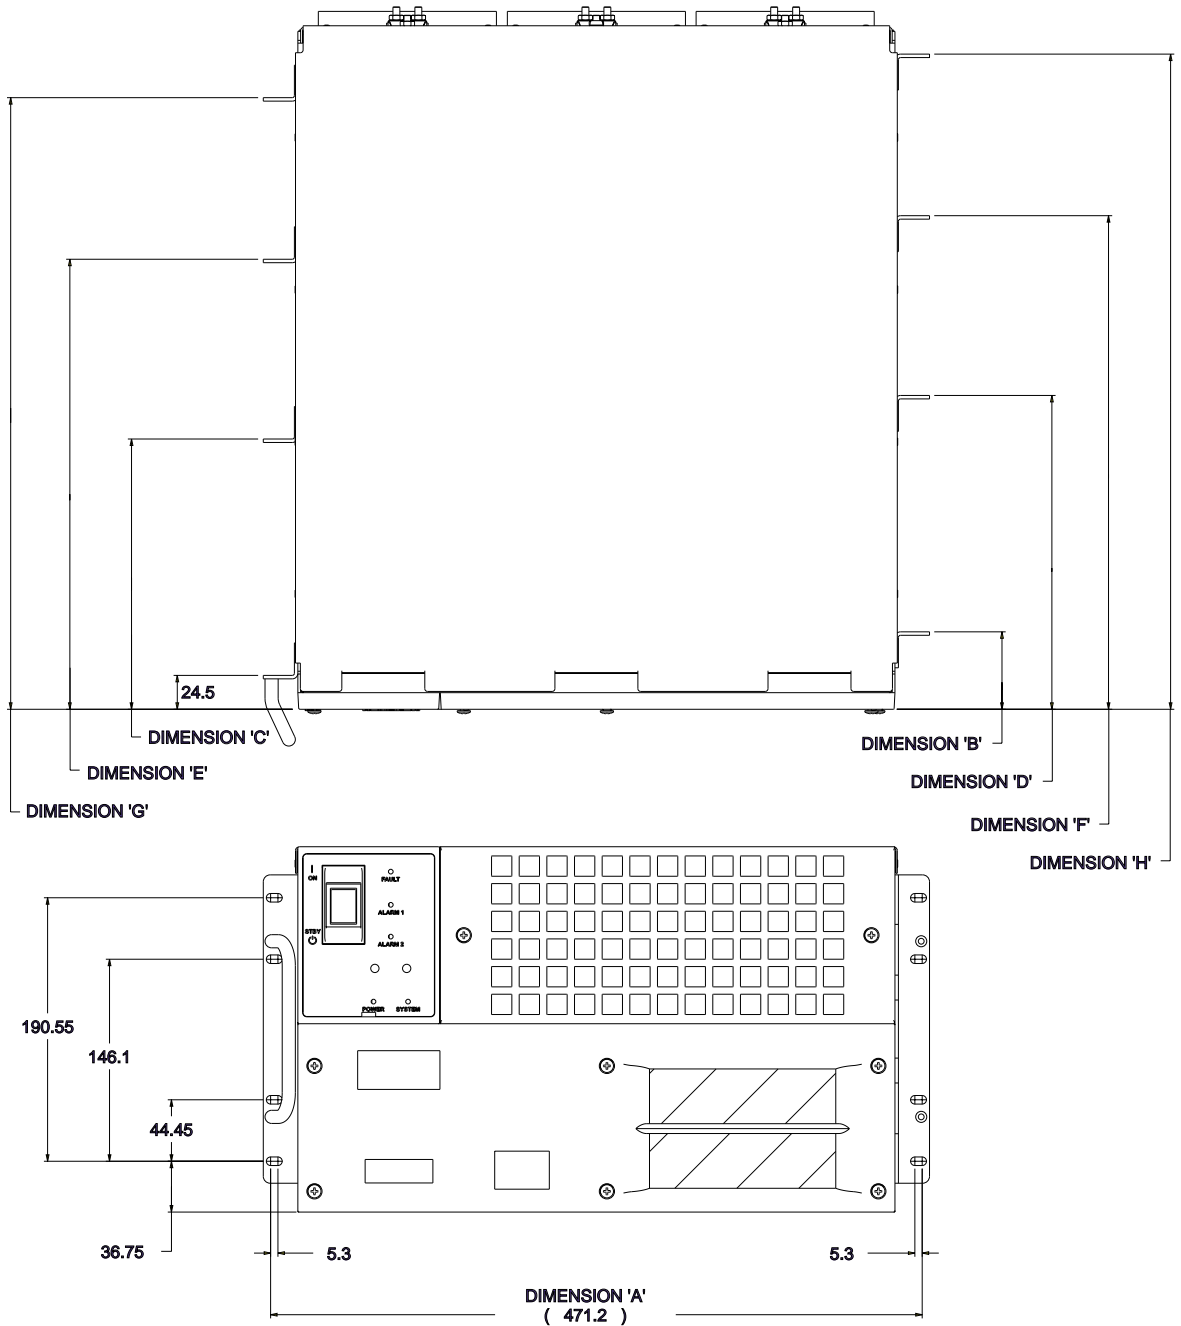 24.5
DIMENSION 'C'
DIMENSION 'B'
DIMENSION 'E'
DIMENSION 'D'
DIMENSION 'G'
DIMENSION 'F'
DIMENSION 'H'
I
ON
FAULT
ALARM 1
STBY
ALARM 2
POWER
SYSTEM
190.55
146.1
44.45
36.75
5.3
5.3
DIMENSION 'A'
( 471.2 )